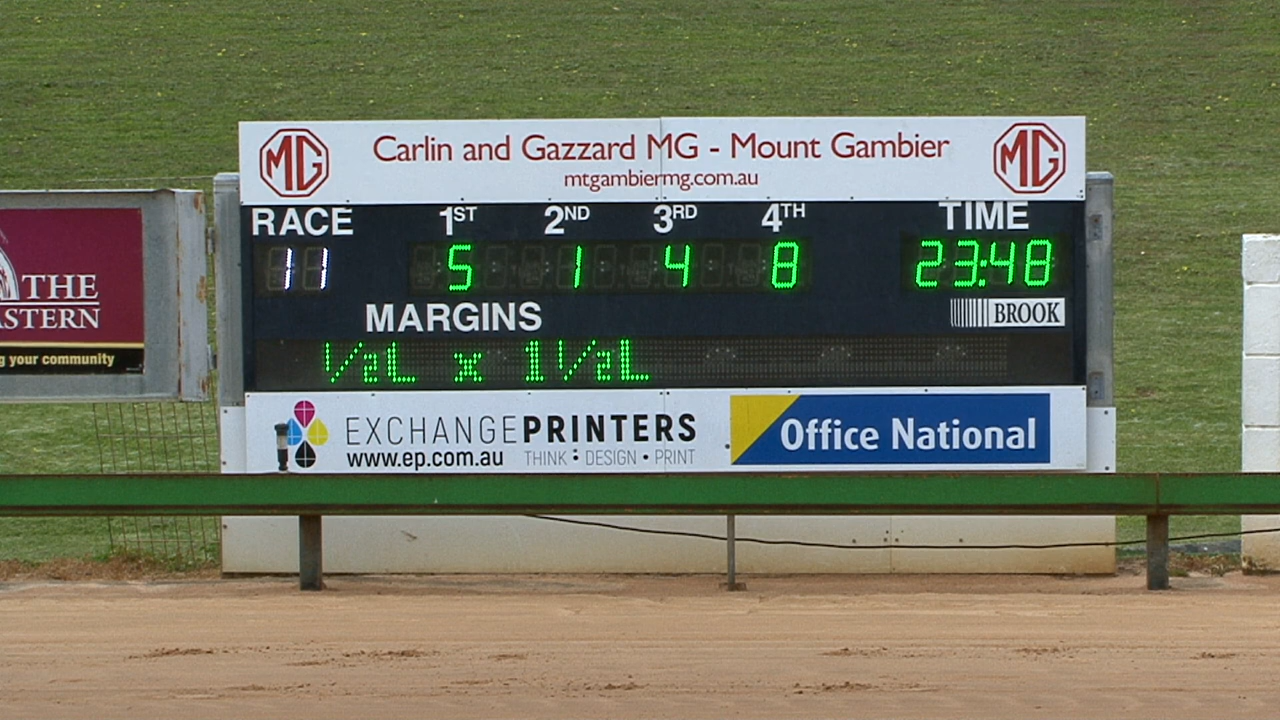 MG Carlin and Gazzard MG - Mount Gambier MG
mtgambiermg.com.au
RACE 1ST 2ND 3RD 4TH TIME
11 5 1 4 8 23:48
MARGINS
BROOK
½L x 1½L
THE
STERN
g your community
EXCHANGEPRINTERS
www.ep.com.au THINK : DESIGN • PRINT
Office National